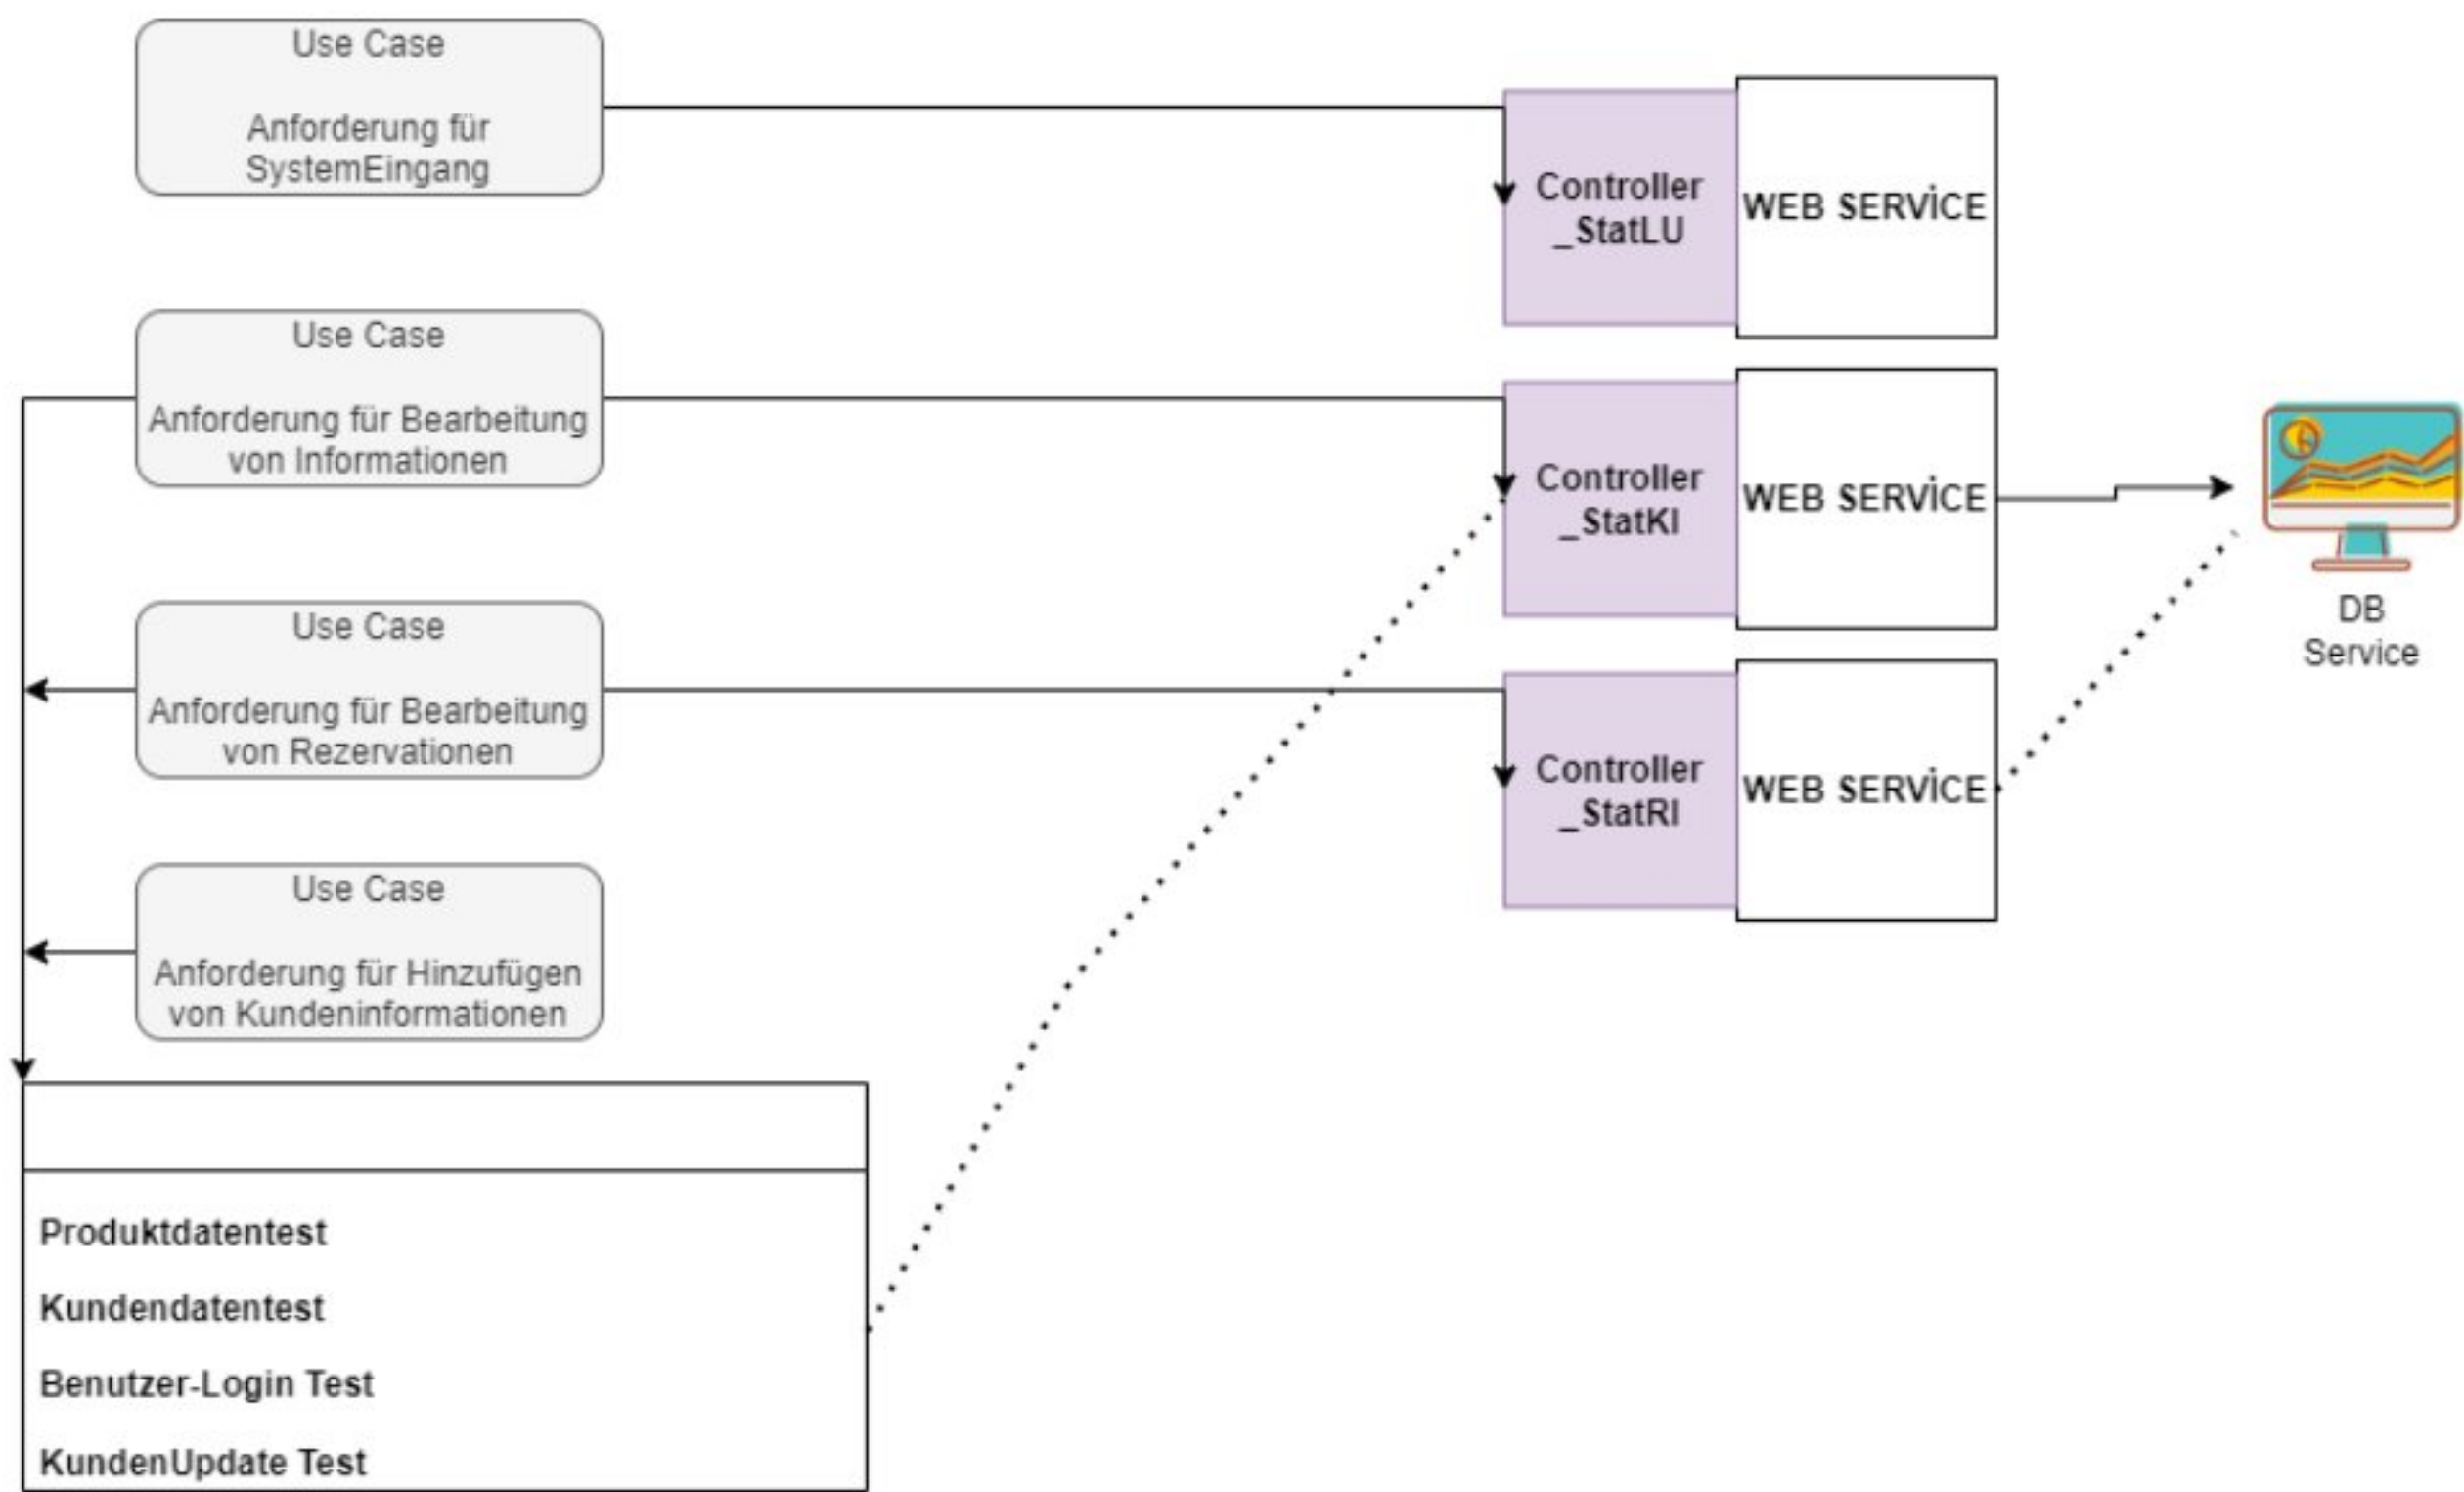 Use Case
Anforderung für
SystemEingang
Controller
_StatLU
WEB SERVİCE
Use Case
Anforderung für Bearbeitung
von Informationen
Controller
_StatKI
WEB SERVİCE
DB
Service
Use Case
Anforderung für Bearbeitung
von Rezervationen
Controller
_StatRI
WEB SERVİCE
Use Case
Anforderung für Hinzufügen
von Kundeninformationen
Produktdatentest
Kundendatentest
Benutzer-Login Test
KundenUpdate Test